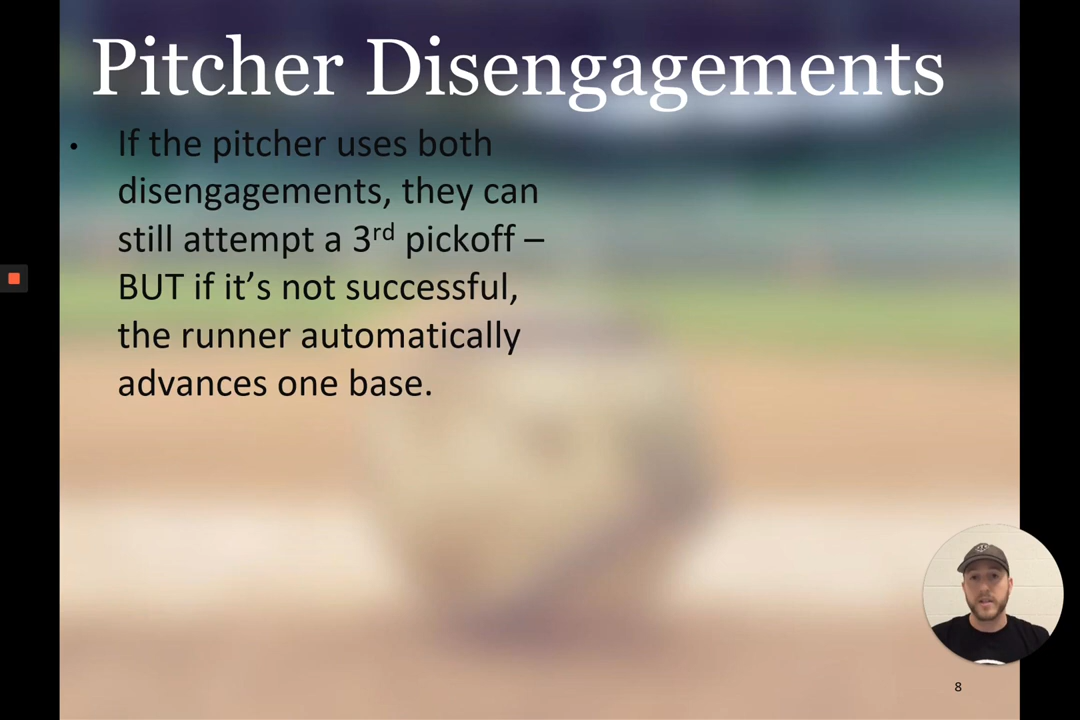 Pitcher Disengagements
• If the pitcher uses both
disengagements, they can
still attempt a 3rd pickoff –
BUT if it’s not successful,
the runner automatically
advances one base.
8